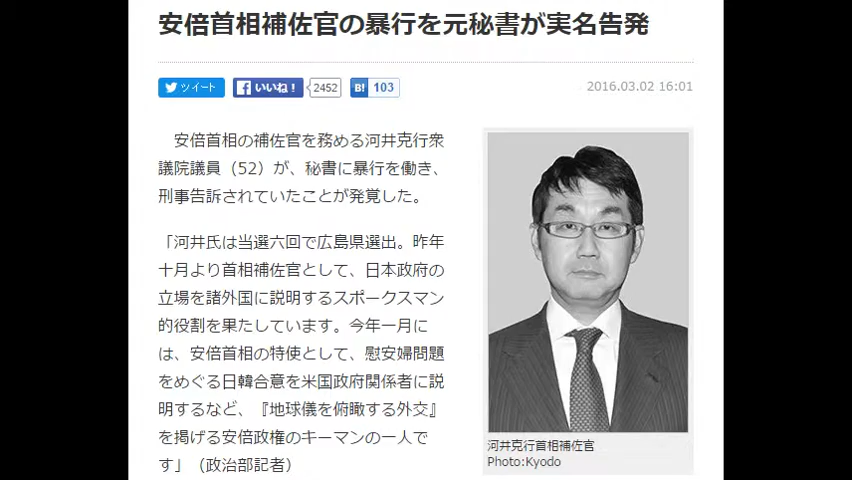 安倍首相補佐官の暴行を元秘書が実名告発
ツイート いいね！ 2452 B! 103 2016.03.02 16:01
安倍首相の補佐官を務める河井克行衆
議院議員（52）が、秘書に暴行を働き、
刑事告訴されていたことが発覚した。
「河井氏は当選六回で広島県選出。昨年
十月より首相補佐官として、日本政府の
立場を諸外国に説明するスポークスマン
的役割を果たしています。今年一月に
は、安倍首相の特使として、慰安婦問題
をめぐる日韓合意を米国政府関係者に説
明するなど、『地球儀を俯瞰する外交』
を掲げる安倍政権のキーマンの一人で
す」（政治部記者）
河井克行首相補佐官
Photo:Kyodo